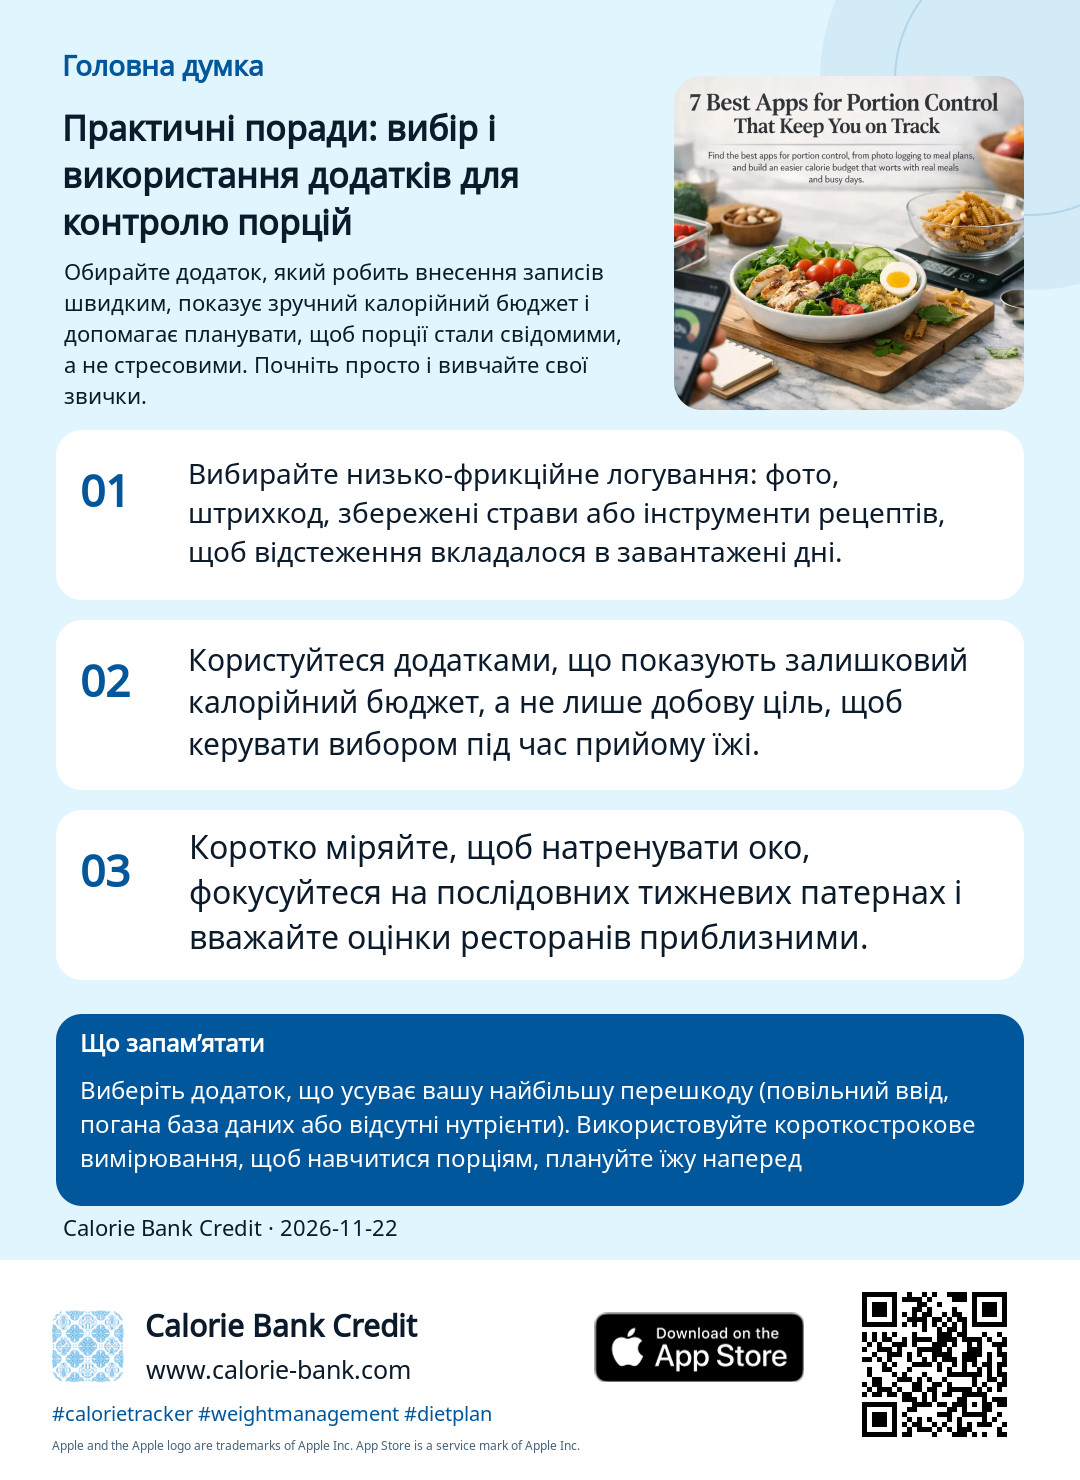 Головна думка
Практичні поради: вибір і
використання додатків для
контролю порцій
Обирайте додаток, який робить внесення записів
швидким, показує зручний калорійний бюджет і
допомагає планувати, щоб порції стали свідомими,
а не стресовими. Почніть просто і вивчайте свої
звички.
7 Best Apps for Portion Control
That Keep You on Track
Find the best apps for portion control, from photo logging to meal plans,
and build an easier calorie budget that worts with real meals
and busy days.
01
Вибирайте низько-фрикційне логування: фото,
штрихкод, збережені страви або інструменти рецептів,
щоб відстеження вкладалося в завантажені дні.
02
Користуйтеся додатками, що показують залишковий
калорійний бюджет, а не лише добову ціль, щоб
керувати вибором під час прийому їжі.
03
Коротко міряйте, щоб натренувати око,
фокусуйтеся на послідовних тижневих патернах і
вважайте оцінки ресторанів приблизними.
Що запам’ятати
Виберіть додаток, що усуває вашу найбільшу перешкоду (повільний ввід,
погана база даних або відсутні нутрієнти). Використовуйте короткострокове
вимірювання, щоб навчитися порціям, плануйте їжу наперед
Calorie Bank Credit · 2026-11-22
Calorie Bank Credit
www.calorie-bank.com
Download on the
App Store
#calorietracker #weightmanagement #dietplan
Apple and the Apple logo are trademarks of Apple Inc. App Store is a service mark of Apple Inc.